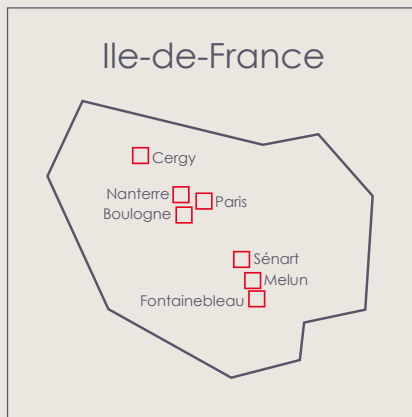 Ile-de-France
Cergy
Nanterre
Paris
Boulogne
Sénart
Melun
Fontainebleau